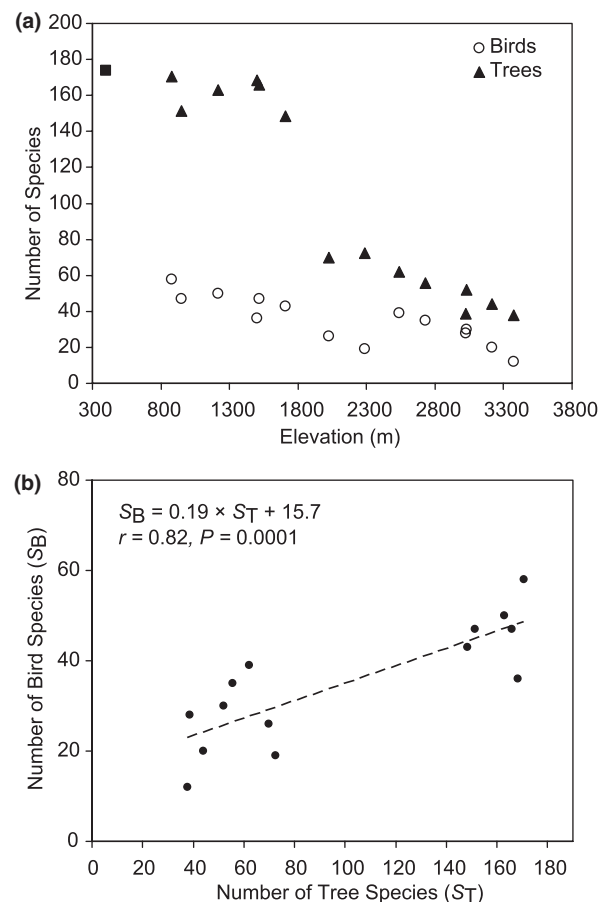 (a)
200
180
160
140
120
100
80
60
40
20
0
Number of Species
○ Birds
▲ Trees
300 800 1300 1800 2300 2800 3300 3800
Elevation (m)
(b)
80
60
40
20
0
Number of Bird Species (SB)
SB = 0.19 × ST + 15.7
r = 0.82, P = 0.0001
0 20 40 60 80 100 120 140 160 180
Number of Tree Species (ST)